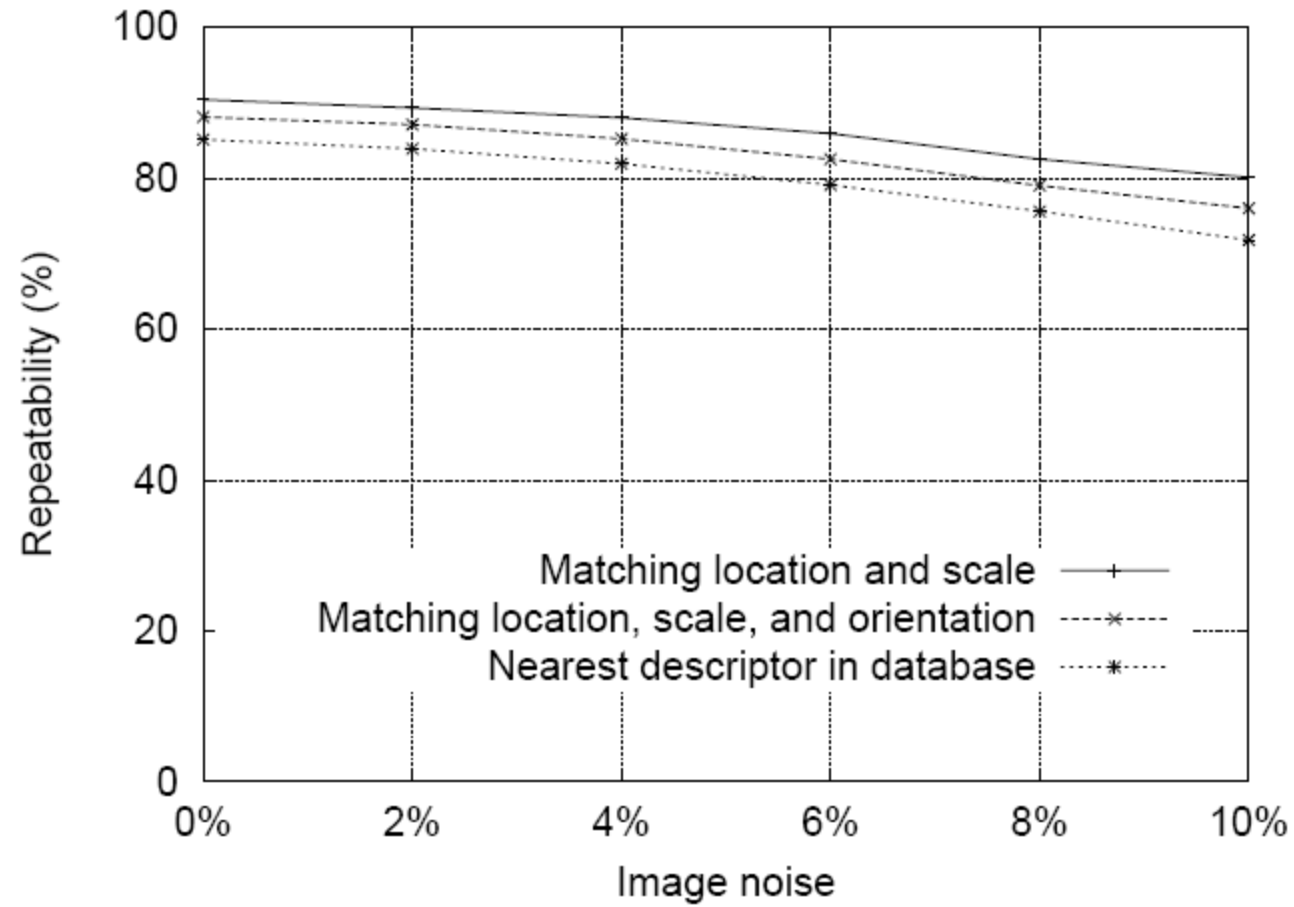 100
80
60
40
20
0
Repeatability (%)
Matching location and scale
Matching location, scale, and orientation
Nearest descriptor in database
0% 2% 4% 6% 8% 10%
Image noise